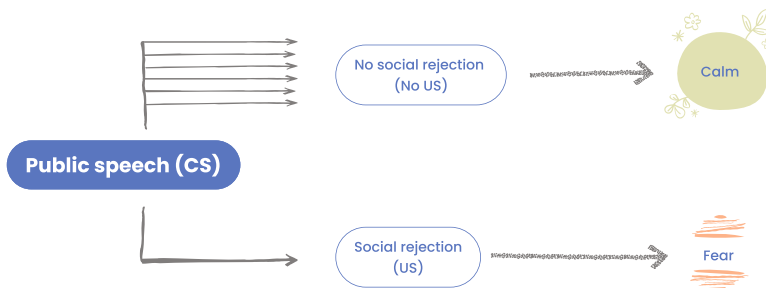 No social rejection
(No US)
Calm
Public speech (CS)
Social rejection
(US)
Fear